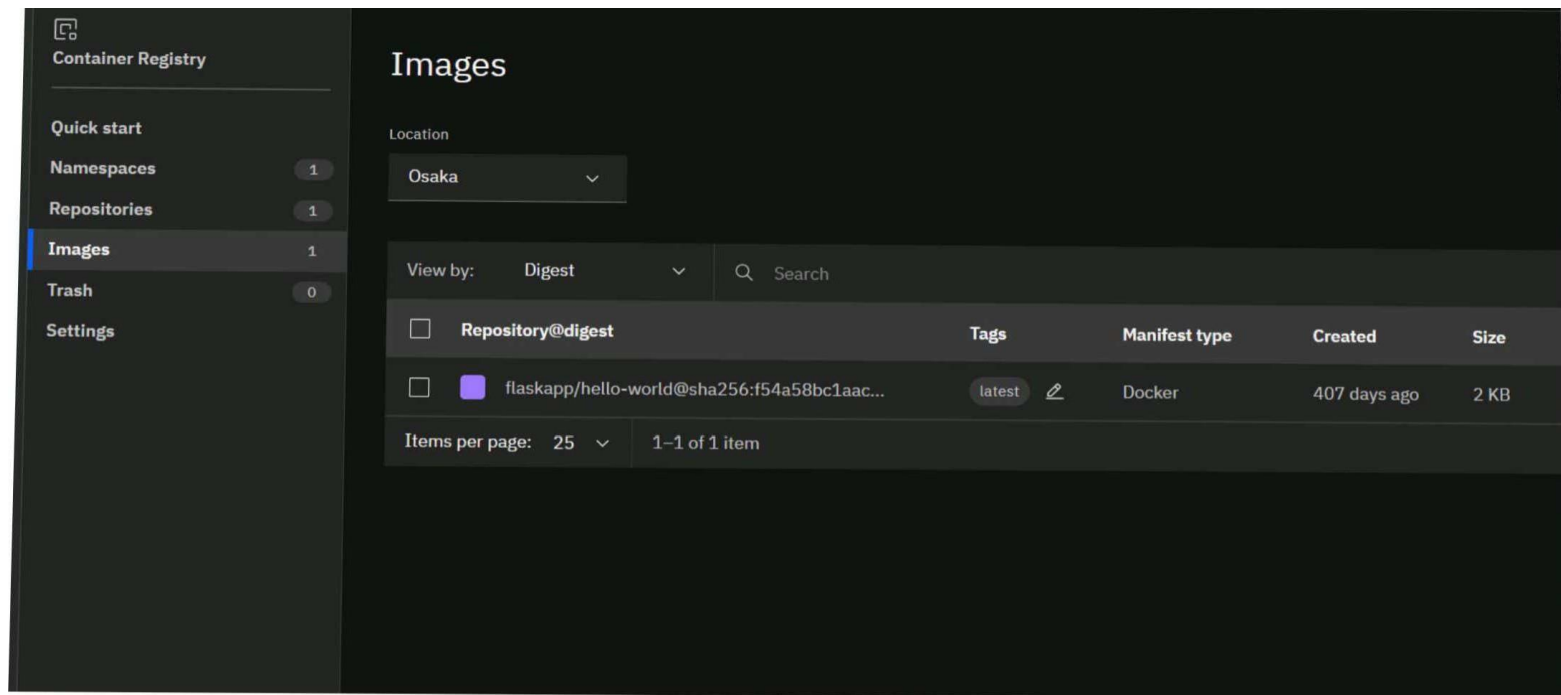 Container Registry
Quick start
Namespaces 1
Repositories 1
Images 1
Trash 0
Settings
Images
Location
Osaka
View by: Digest Search
Repository@digest Tags Manifest type Created Size
flaskapp/hello-world@sha256:f54a58bc1aac... latest Docker 407 days ago 2 KB
Items per page: 25 1–1 of 1 item